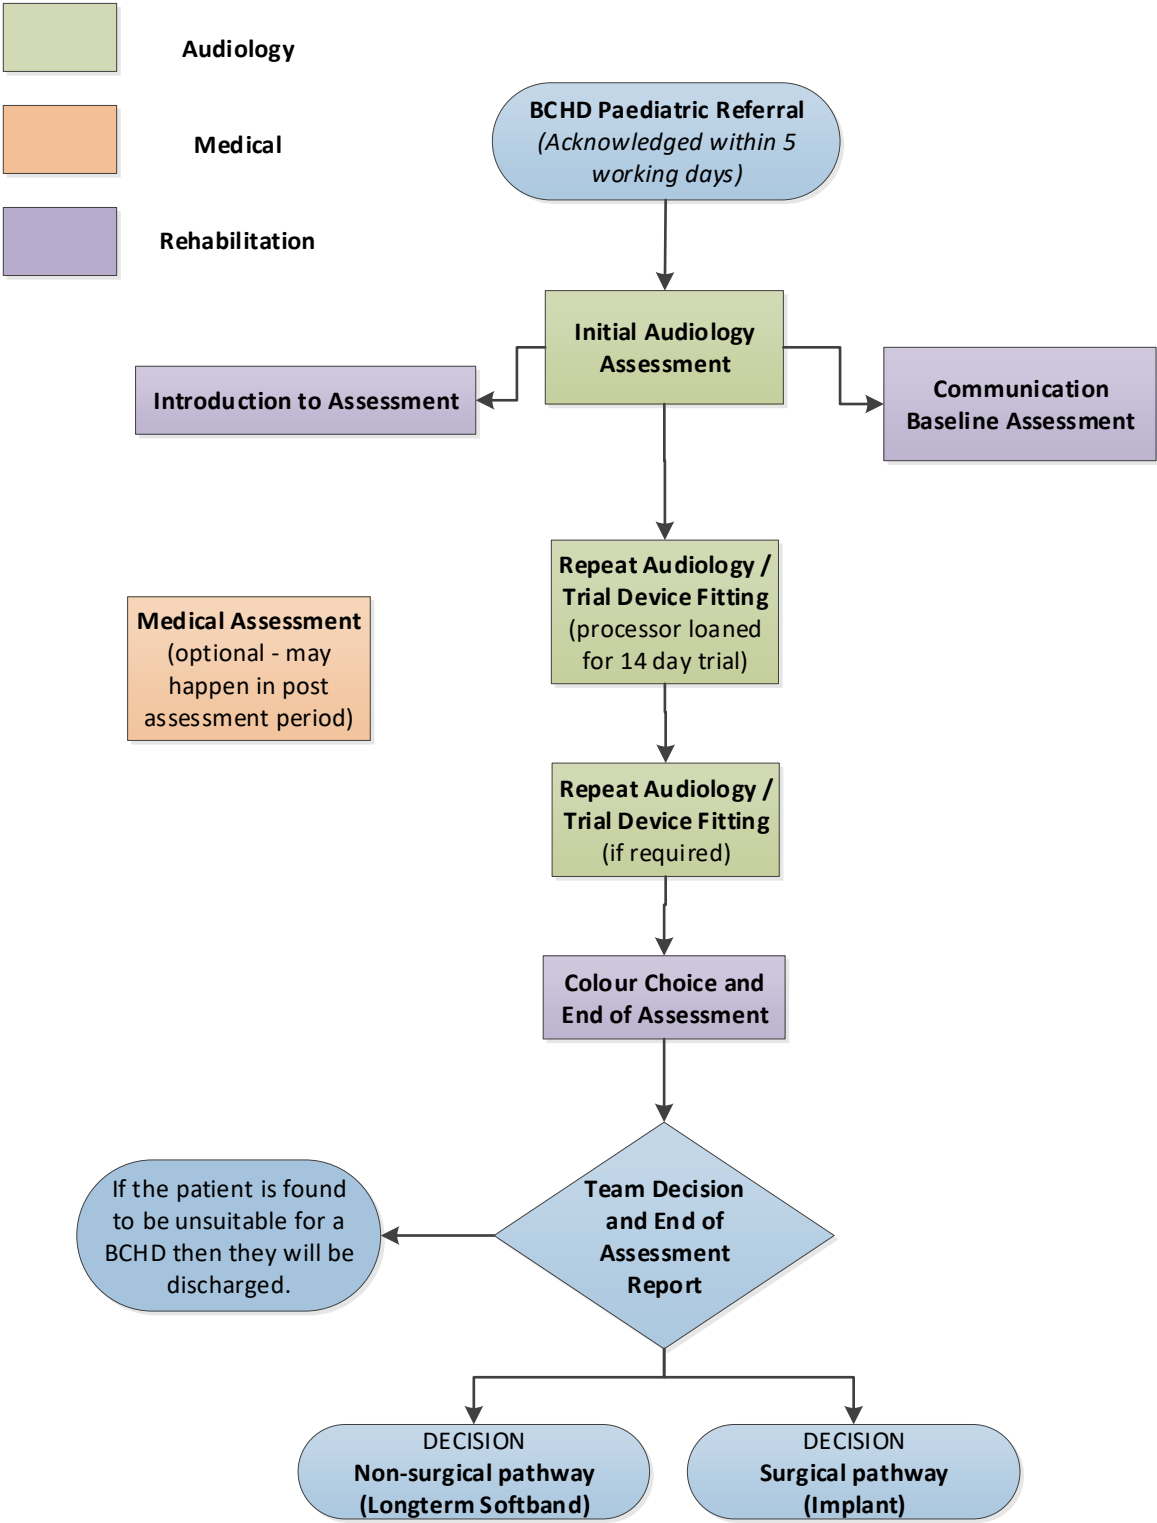 Audiology
Medical
Rehabilitation
BCHD Paediatric Referral
(Acknowledged within 5
working days)
Initial Audiology
Assessment
Introduction to Assessment
Communication
Baseline Assessment
Repeat Audiology /
Trial Device Fitting
(processor loaned
for 14 day trial)
Medical Assessment
(optional - may
happen in post
assessment period)
Repeat Audiology /
Trial Device Fitting
(if required)
Colour Choice and
End of Assessment
Team Decision
and End of
Assessment
Report
If the patient is found
to be unsuitable for a
BCHD then they will be
discharged.
DECISION
Non-surgical pathway
(Longterm Softband)
DECISION
Surgical pathway
(Implant)